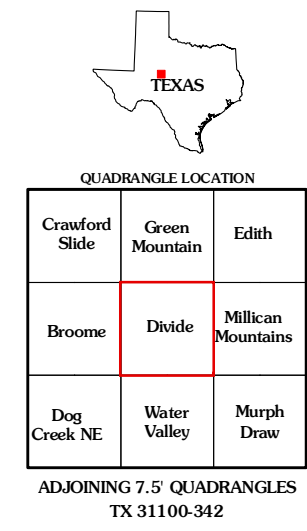 TEXAS
QUADRANGLE LOCATION
Crawford
Slide
Green
Mountain
Edith
Broome
Divide
Millican
Mountains
Dog
Creek NE
Water
Valley
Murph
Draw
ADJOINING 7.5' QUADRANGLES
TX 31100-342